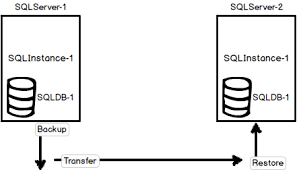 SQLServer-1
SQLServer-2
SQLInstance-1
SQLInstance-1
SQLDB-1
SQLDB-1
Backup
Transfer
Restore